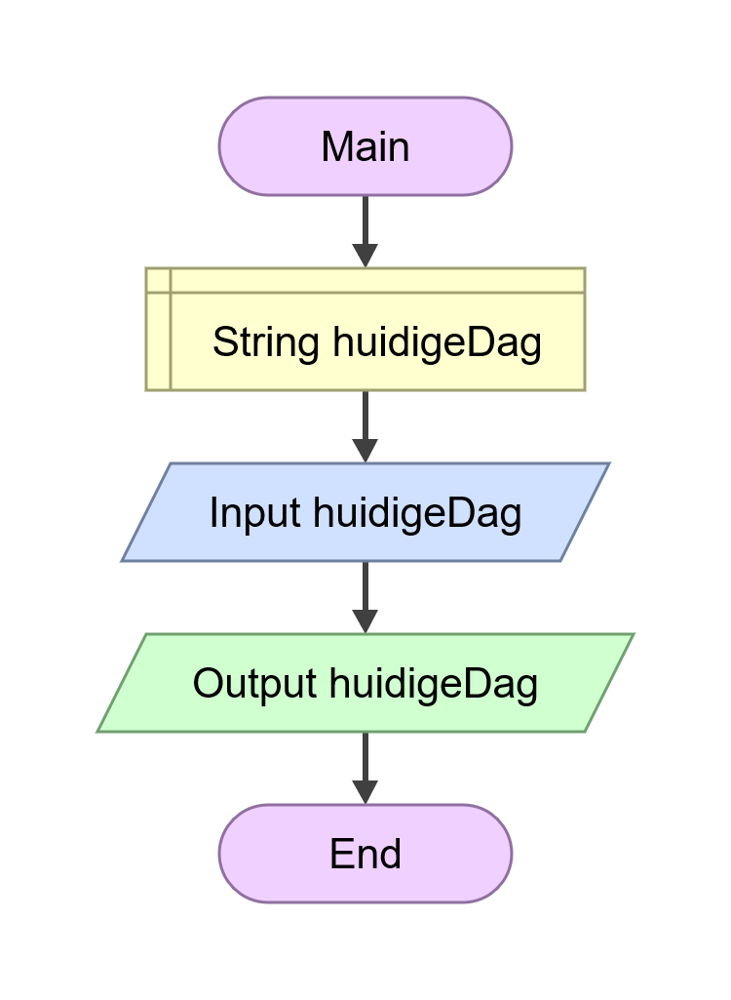 Main
String huidigeDag
Input huidigeDag
Output huidigeDag
End